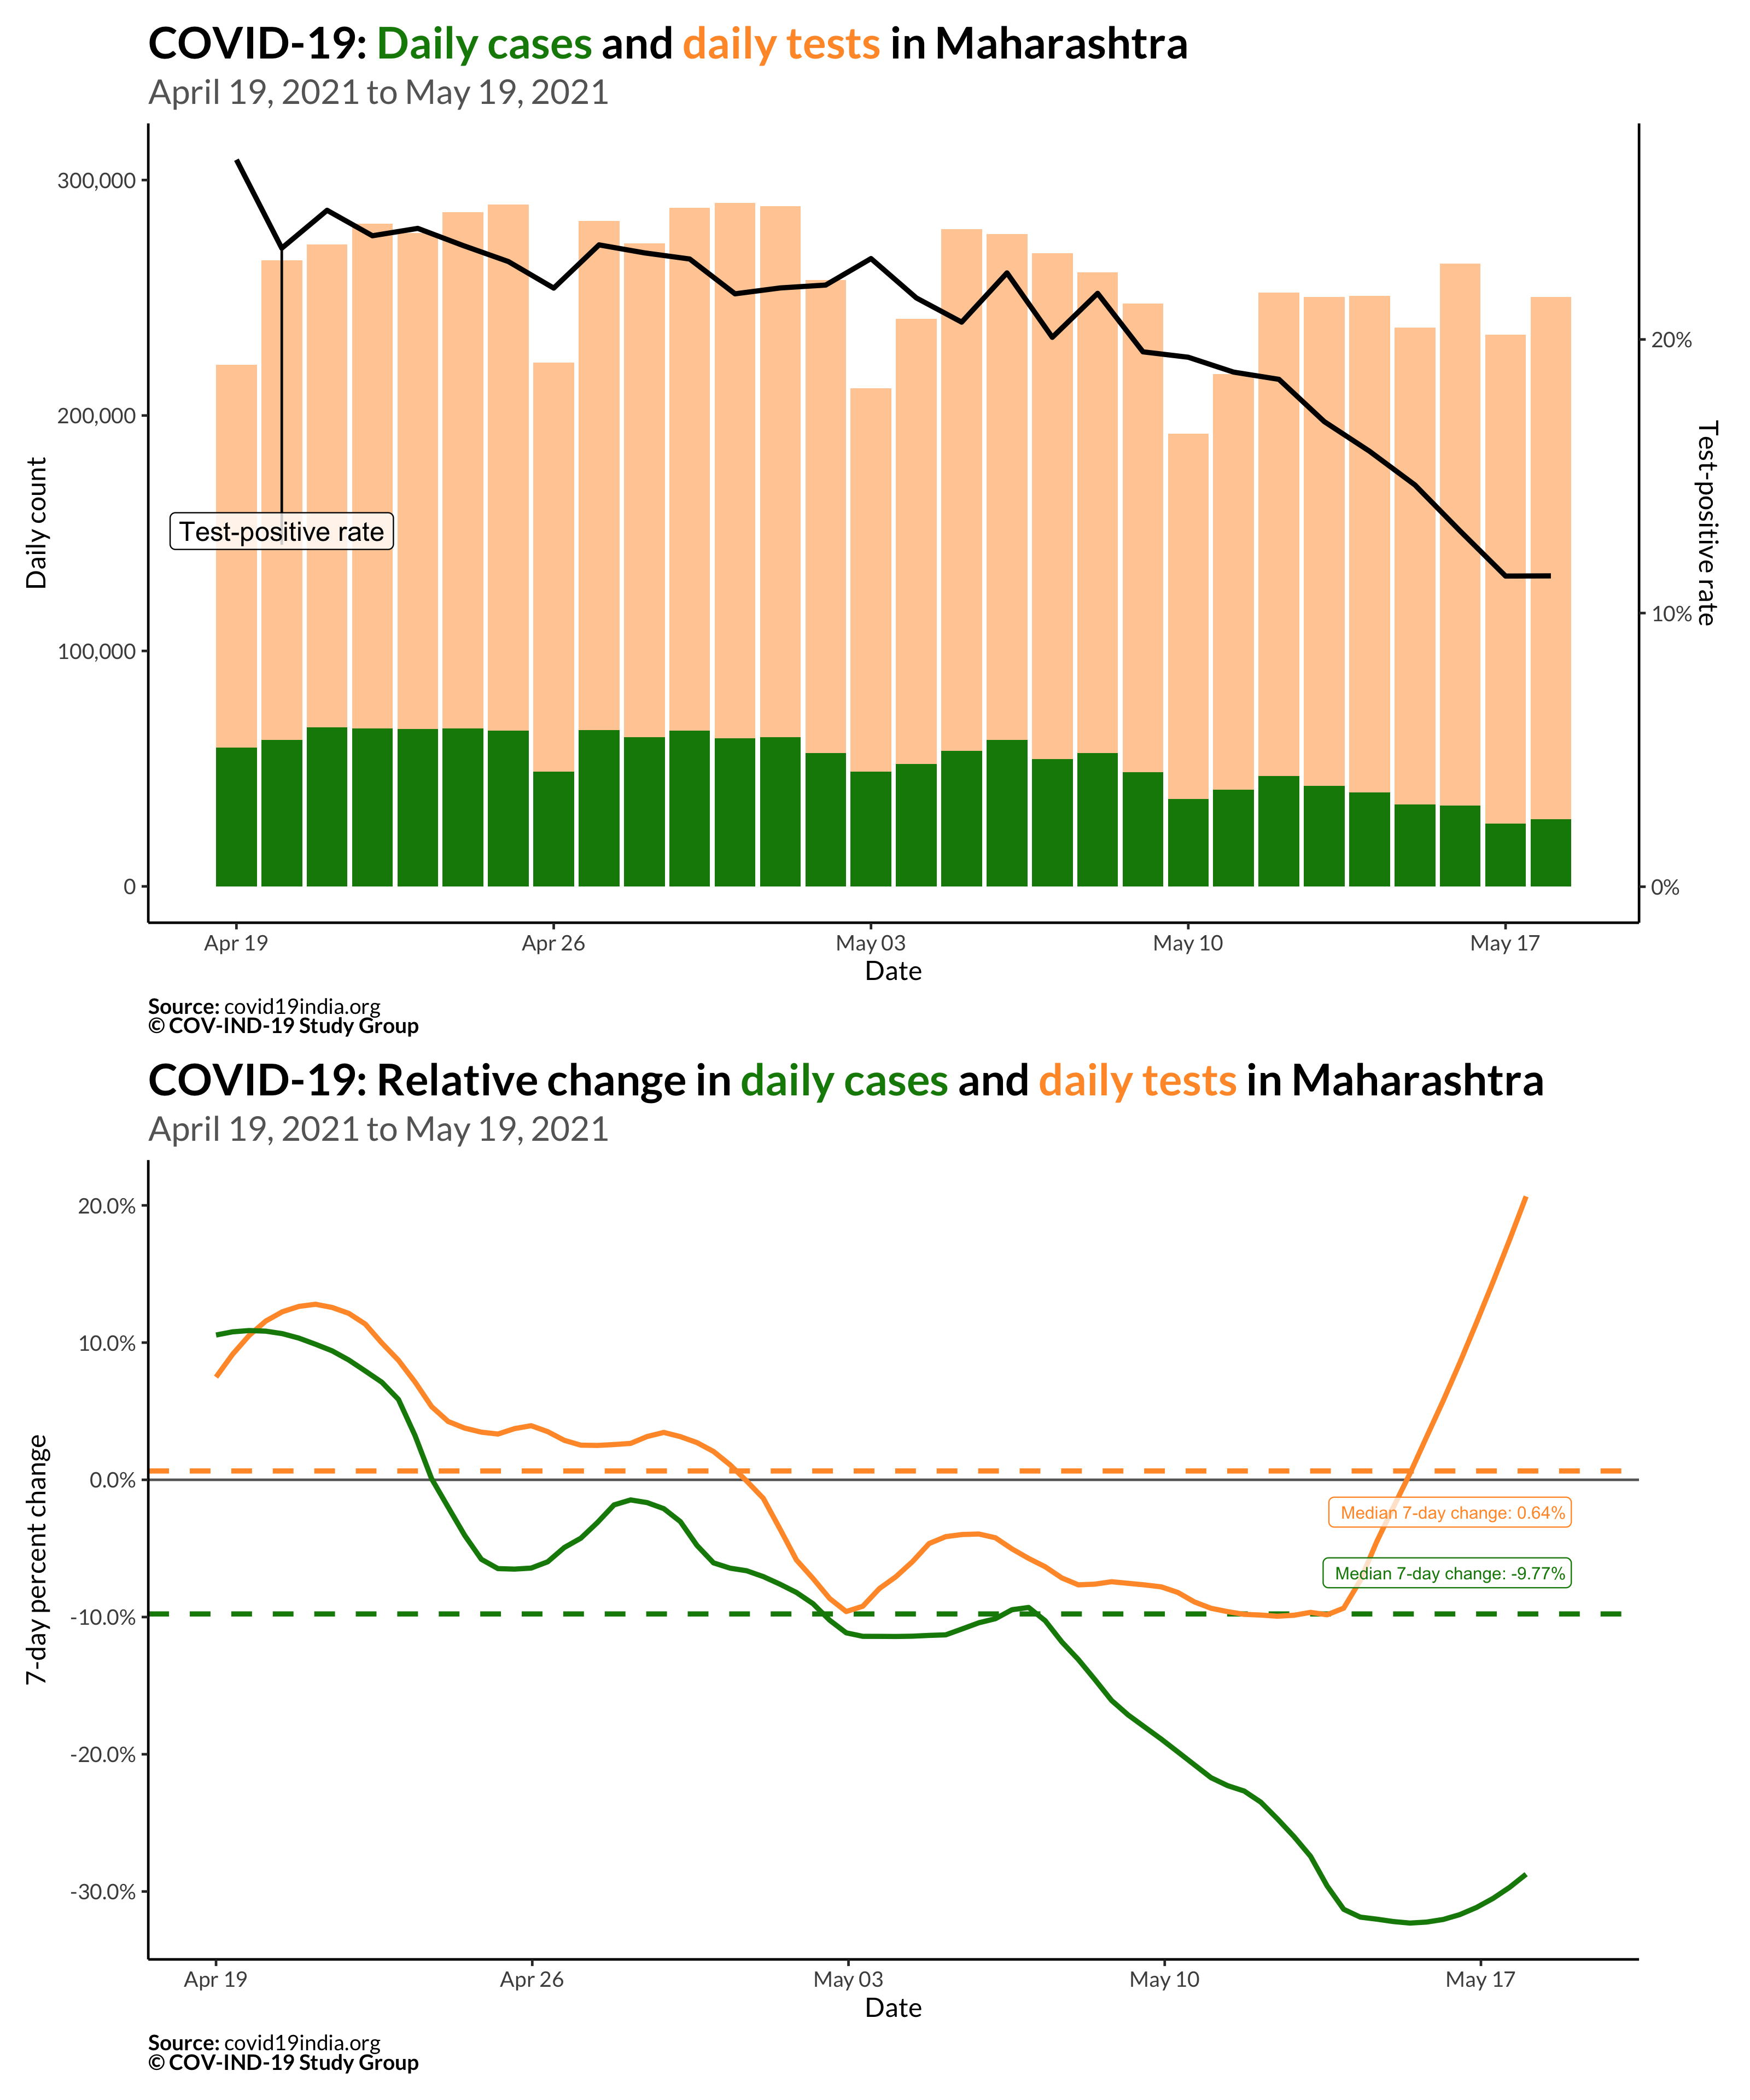 COVID-19: Daily cases and daily tests in Maharashtra
April 19, 2021 to May 19, 2021
300,000
200,000
100,000
0
Daily count
Test-positive rate
20%
10%
0%
Test-positive rate
Apr 19
Apr 26
May 03
May 10
May 17
Date
Source: covid19india.org
© COV-IND-19 Study Group
COVID-19: Relative change in daily cases and daily tests in Maharashtra
April 19, 2021 to May 19, 2021
20.0%
10.0%
0.0%
-10.0%
-20.0%
-30.0%
7-day percent change
Median 7-day change: 0.64%
Median 7-day change: -9.77%
Apr 19
Apr 26
May 03
May 10
May 17
Date
Source: covid19india.org
© COV-IND-19 Study Group